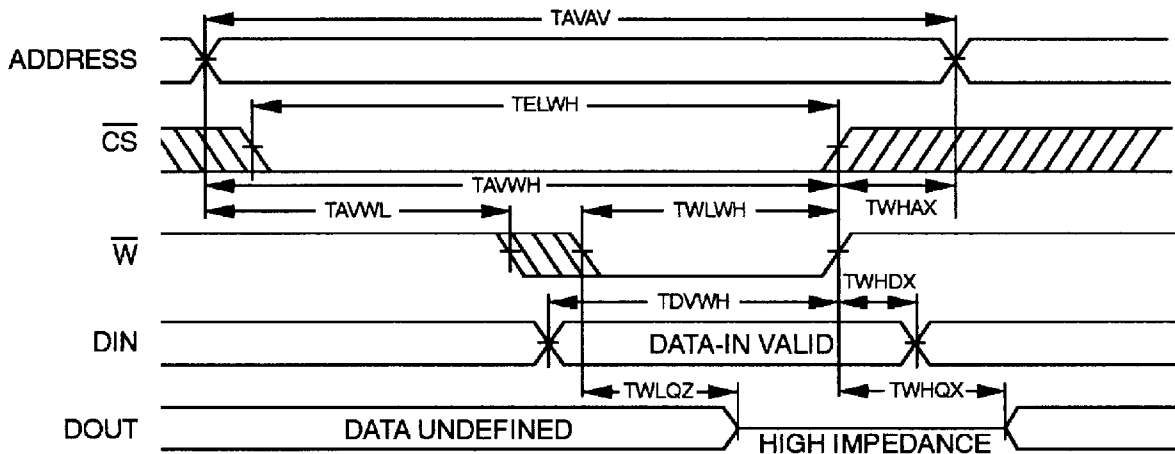 TAVAV
ADDRESS
TELWH
CS
TAVWH
TAVWL
TWLWH
TWHAX
W
TWHDX
TDVWH
DIN
DATA-IN VALID
TWLQZ
TWHQX
DOUT
DATA UNDEFINED
HIGH IMPEDANCE